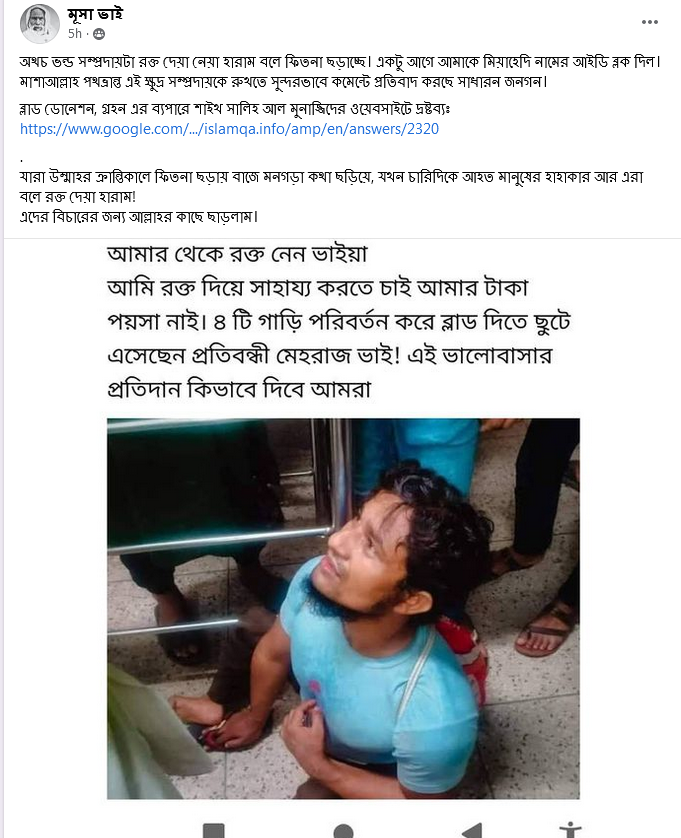 মূসা ভাই
5h
অথচ ভন্ড সম্প্রদায়টা রক্ত দেয়া নেয়া হারাম বলে ফিতনা ছড়াচ্ছে। একটু আগে আমাকে মিয়াহেদি নামের আইডি ব্লক দিল।
মাশাআল্লাহ পথভ্রান্ত এই ক্ষুদ্র সম্প্রদায়কে রুখতে সুন্দরভাবে কমেন্টে প্রতিবাদ করছে সাধারন জনগন।
ব্লাড ডোনেশন, গ্রহন এর ব্যপারে শাইখ সালিহ আল মুনাজ্জিদের ওয়েবসাইটে দ্রষ্টব্যঃ
https://www.google.com/.../islamqa.info/amp/en/answers/2320
.
যারা উম্মাহর ক্রান্তিকালে ফিতনা ছড়ায় বাজে মনগড়া কথা ছড়িয়ে, যখন চারিদিকে আহত মানুষের হাহাকার আর এরা
বলে রক্ত দেয়া হারাম!
এদের বিচারের জন্য আল্লাহর কাছে ছাড়লাম।
আমার থেকে রক্ত নেন ভাইয়া
আমি রক্ত দিয়ে সাহায্য করতে চাই আমার টাকা
পয়সা নাই। ৪ টি গাড়ি পরিবর্তন করে ব্লাড দিতে ছুটে
এসেছেন প্রতিবন্ধী মেহরাজ ভাই! এই ভালোবাসার
প্রতিদান কিভাবে দিবে আমরা